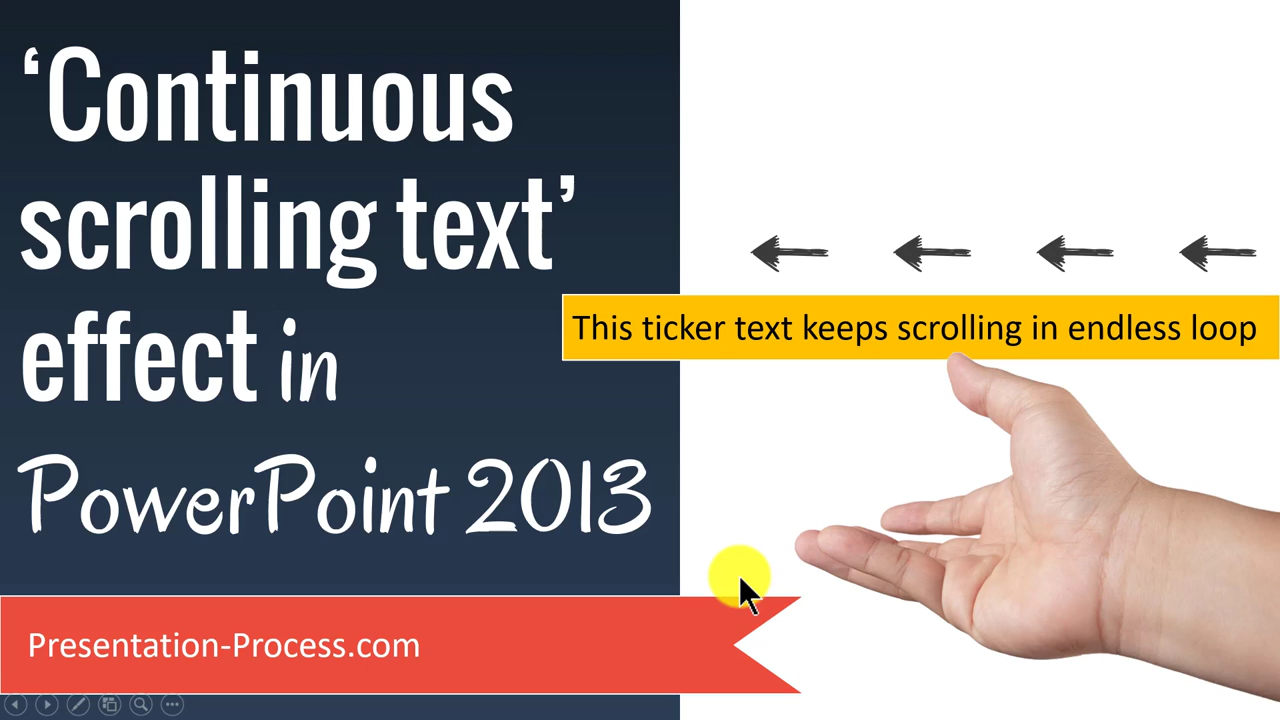 ‘Continuous
scrolling text’
effect in
PowerPoint 2013
This ticker text keeps scrolling in endless loop
Presentation-Process.com